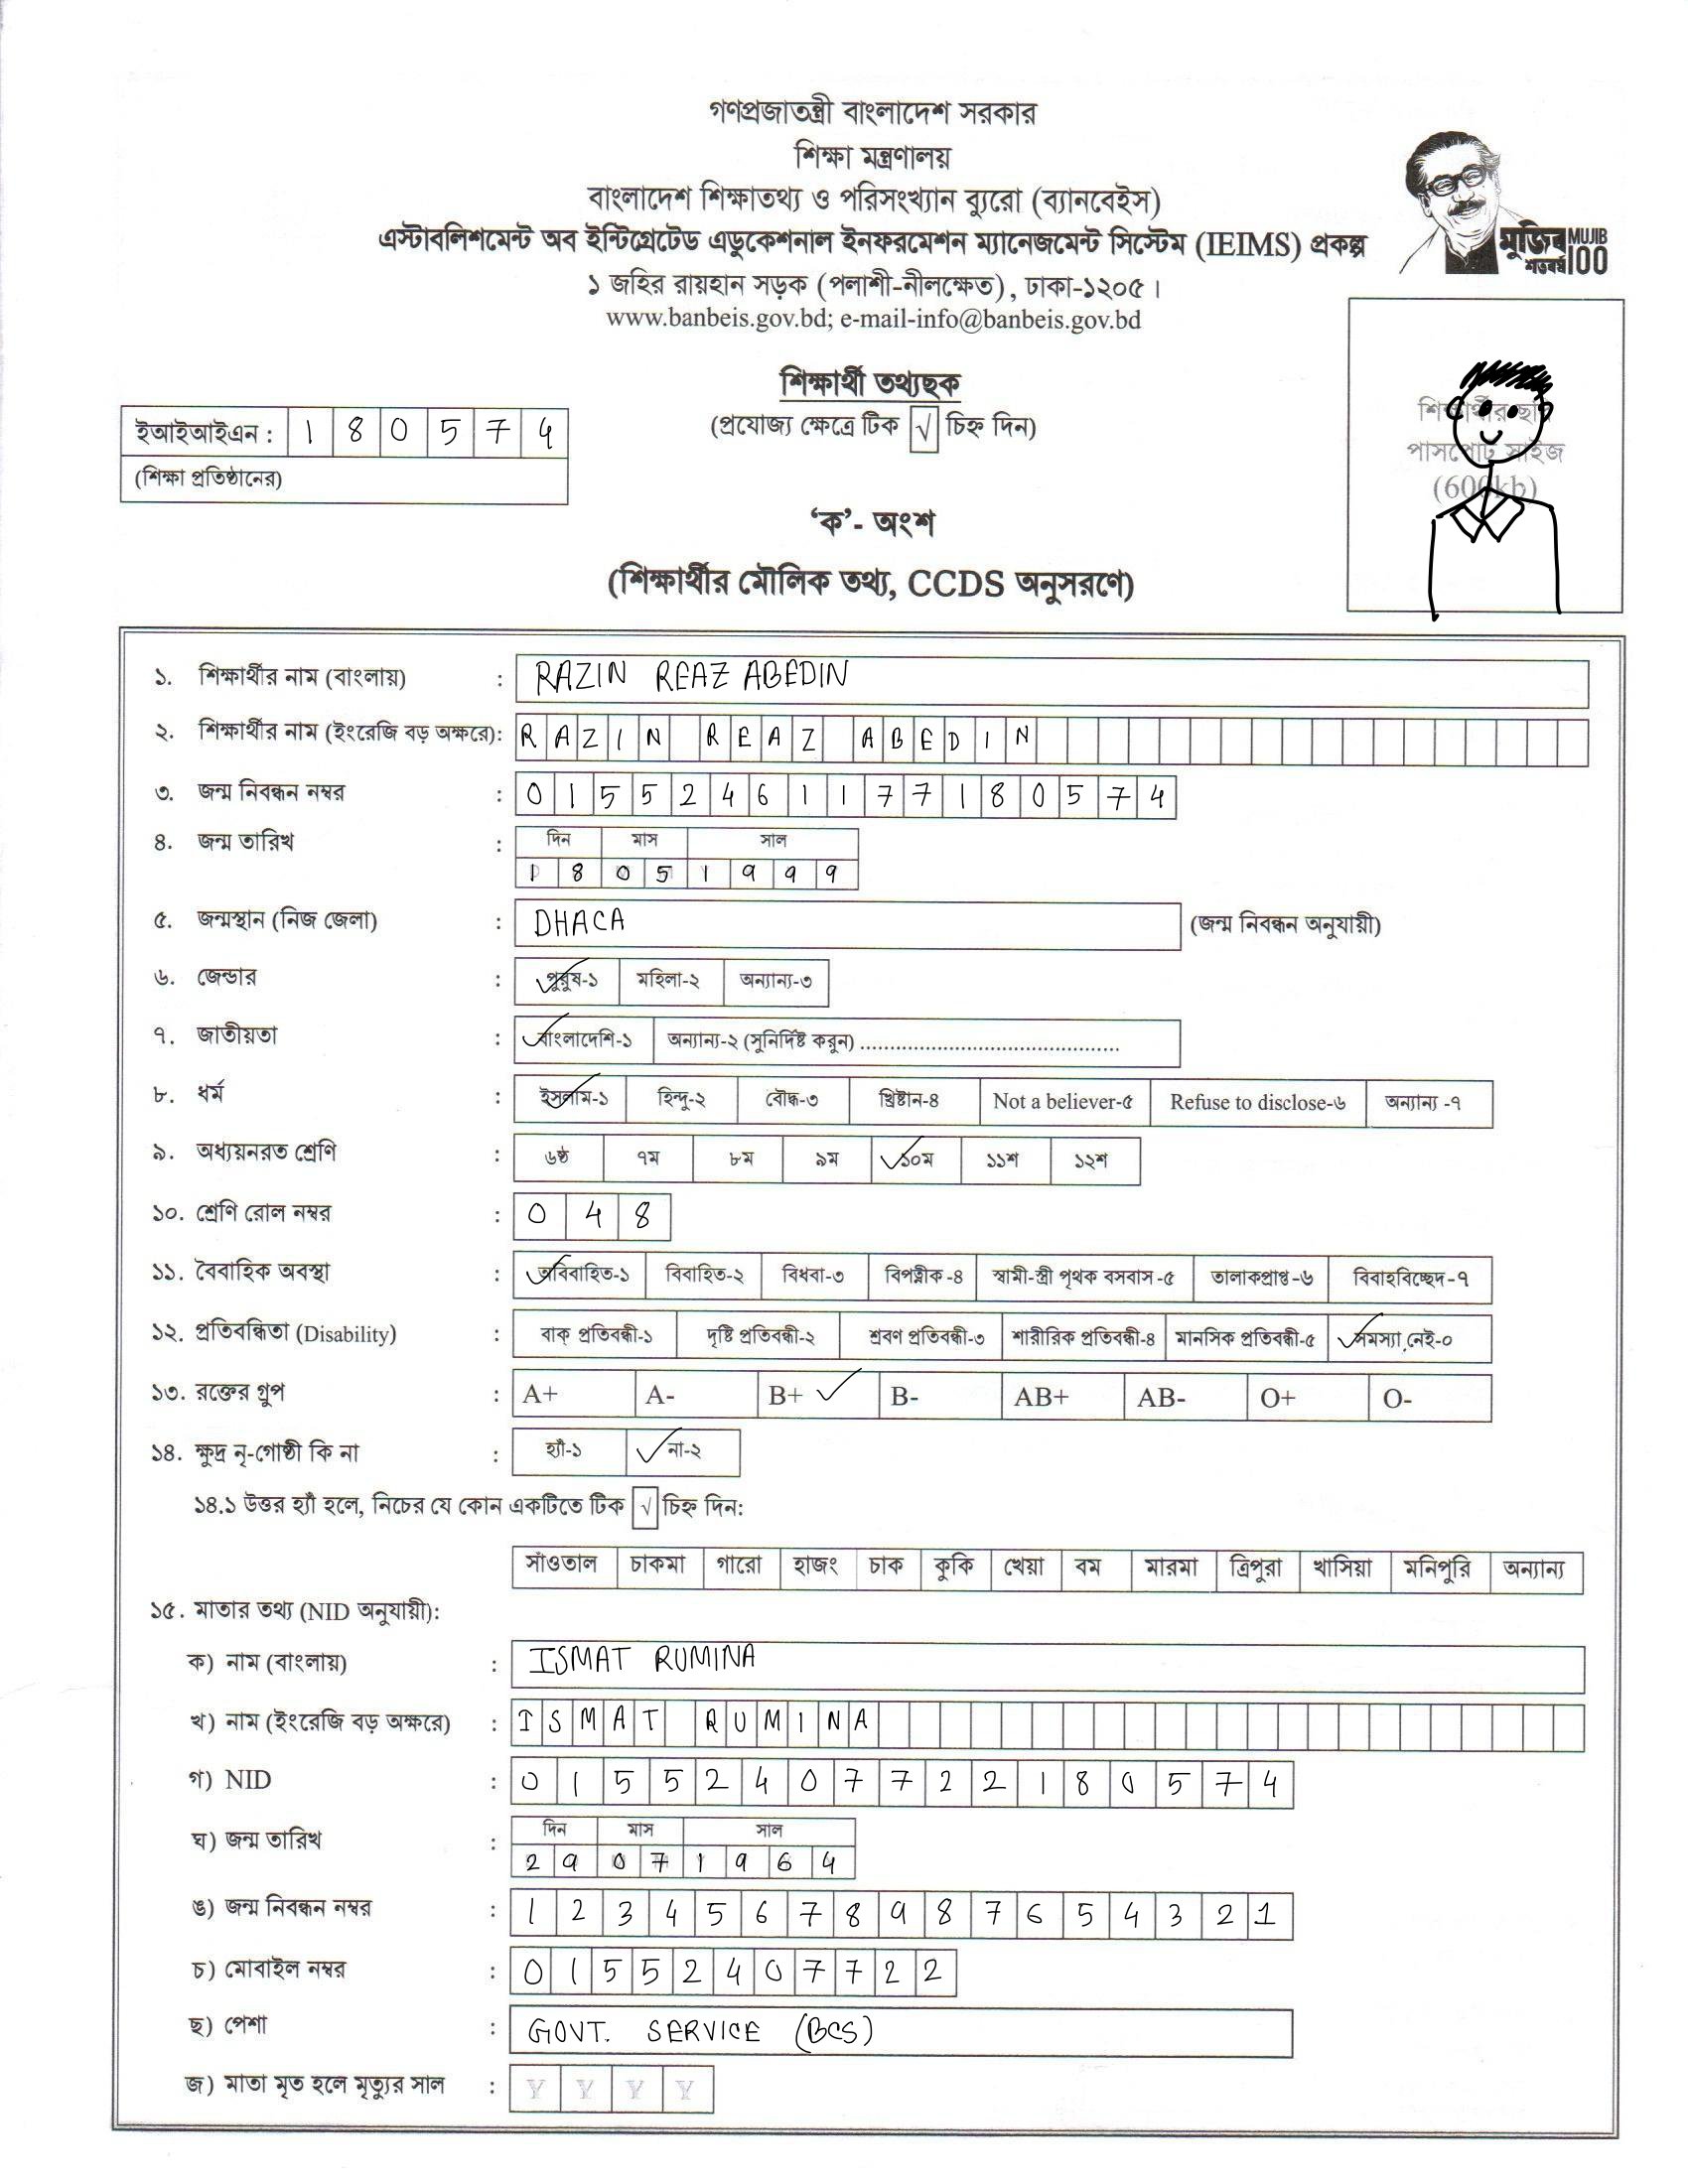 গণপ্রজাতন্ত্রী বাংলাদেশ সরকার
শিক্ষা মন্ত্রণালয়
বাংলাদেশ শিক্ষাতথ্য ও পরিসংখ্যান ব্যুরো (ব্যানবেইস)
এস্টাবলিশমেন্ট অব ইন্টিগ্রেটেড এডুকেশনাল ইনফরমেশন ম্যানেজমেন্ট সিস্টেম (IEIMS) প্রকল্প
১ জহির রায়হান সড়ক (পলাশী-নীলক্ষেত), ঢাকা-১২০৫।
www.banbeis.gov.bd; e-mail-info@banbeis.gov.bd
মুজিব MUJIB
শতবর্ষ 100
শিক্ষার্থী তথ্যছক
(প্রযোজ্য ক্ষেত্রে টিক √ চিহ্ন দিন)
ইআইআইএন : 1 8 0 5 7 4
(শিক্ষা প্রতিষ্ঠানের)
শিক্ষার্থীর ছবি
পাসপোর্ট সাইজ
(600kb)
‘ক’- অংশ
(শিক্ষার্থীর মৌলিক তথ্য, CCDS অনুসরণে)
১. শিক্ষার্থীর নাম (বাংলায়) : RAZIN REAZ ABEDIN
২. শিক্ষার্থীর নাম (ইংরেজি বড় অক্ষরে): RAZIN REAZ ABEDIN
৩. জন্ম নিবন্ধন নম্বর : 0 1 5 5 2 4 6 1 1 7 7 1 8 0 5 7 4
৪. জন্ম তারিখ : দিন মাস সাল
1 8 0 5 1 9 9 9
৫. জন্মস্থান (নিজ জেলা) : DHACA (জন্ম নিবন্ধন অনুযায়ী)
৬. জেন্ডার : পুরুষ-১ মহিলা-২ অন্যান্য-৩
৭. জাতীয়তা : বাংলাদেশি-১ অন্যান্য-২ (সুনির্দিষ্ট করুন) ............................................
৮. ধর্ম : ইসলাম-১ হিন্দু-২ বৌদ্ধ-৩ খ্রিষ্টান-৪ Not a believer-৫ Refuse to disclose-৬ অন্যান্য -৭
৯. অধ্যয়নরত শ্রেণি : ৬ষ্ঠ ৭ম ৮ম ৯ম ১০ম ১১শ ১২শ
১০. শ্রেণি রোল নম্বর : 0 4 8
১১. বৈবাহিক অবস্থা : অবিবাহিত-১ বিবাহিত-২ বিধবা-৩ বিপত্নীক -৪ স্বামী-স্ত্রী পৃথক বসবাস -৫ তালাকপ্রাপ্ত -৬ বিবাহবিচ্ছেদ -৭
১২. প্রতিবন্ধিতা (Disability) : বাক্ প্রতিবন্ধী-১ দৃষ্টি প্রতিবন্ধী-২ শ্রবণ প্রতিবন্ধী-৩ শারীরিক প্রতিবন্ধী-৪ মানসিক প্রতিবন্ধী-৫ সমস্যা নেই-০
১৩. রক্তের গ্রুপ : A+ A- B+ B- AB+ AB- O+ O-
১৪. ক্ষুদ্র নৃ-গোষ্ঠী কি না : হ্যাঁ-১ না-২
১৪.১ উত্তর হ্যাঁ হলে, নিচের যে কোন একটিতে টিক √ চিহ্ন দিন:
সাঁওতাল চাকমা গারো হাজং চাক কুকি খেয়া বম মারমা ত্রিপুরা খাসিয়া মনিপুরি অন্যান্য
১৫. মাতার তথ্য (NID অনুযায়ী):
ক) নাম (বাংলায়) : ISMAT RUMINA
খ) নাম (ইংরেজি বড় অক্ষরে) : ISMAT RUMINA
গ) NID : 0 1 5 5 2 4 0 7 7 2 2 1 8 0 5 7 4
ঘ) জন্ম তারিখ : দিন মাস সাল
2 9 0 7 1 9 6 4
ঙ) জন্ম নিবন্ধন নম্বর : 1 2 3 4 5 6 7 8 9 8 7 6 5 4 3 2 1
চ) মোবাইল নম্বর : 0 1 5 5 2 4 0 7 7 2 2
ছ) পেশা : GOVT. SERVICE (BCS)
জ) মাতা মৃত হলে মৃত্যুর সাল : Y Y Y Y